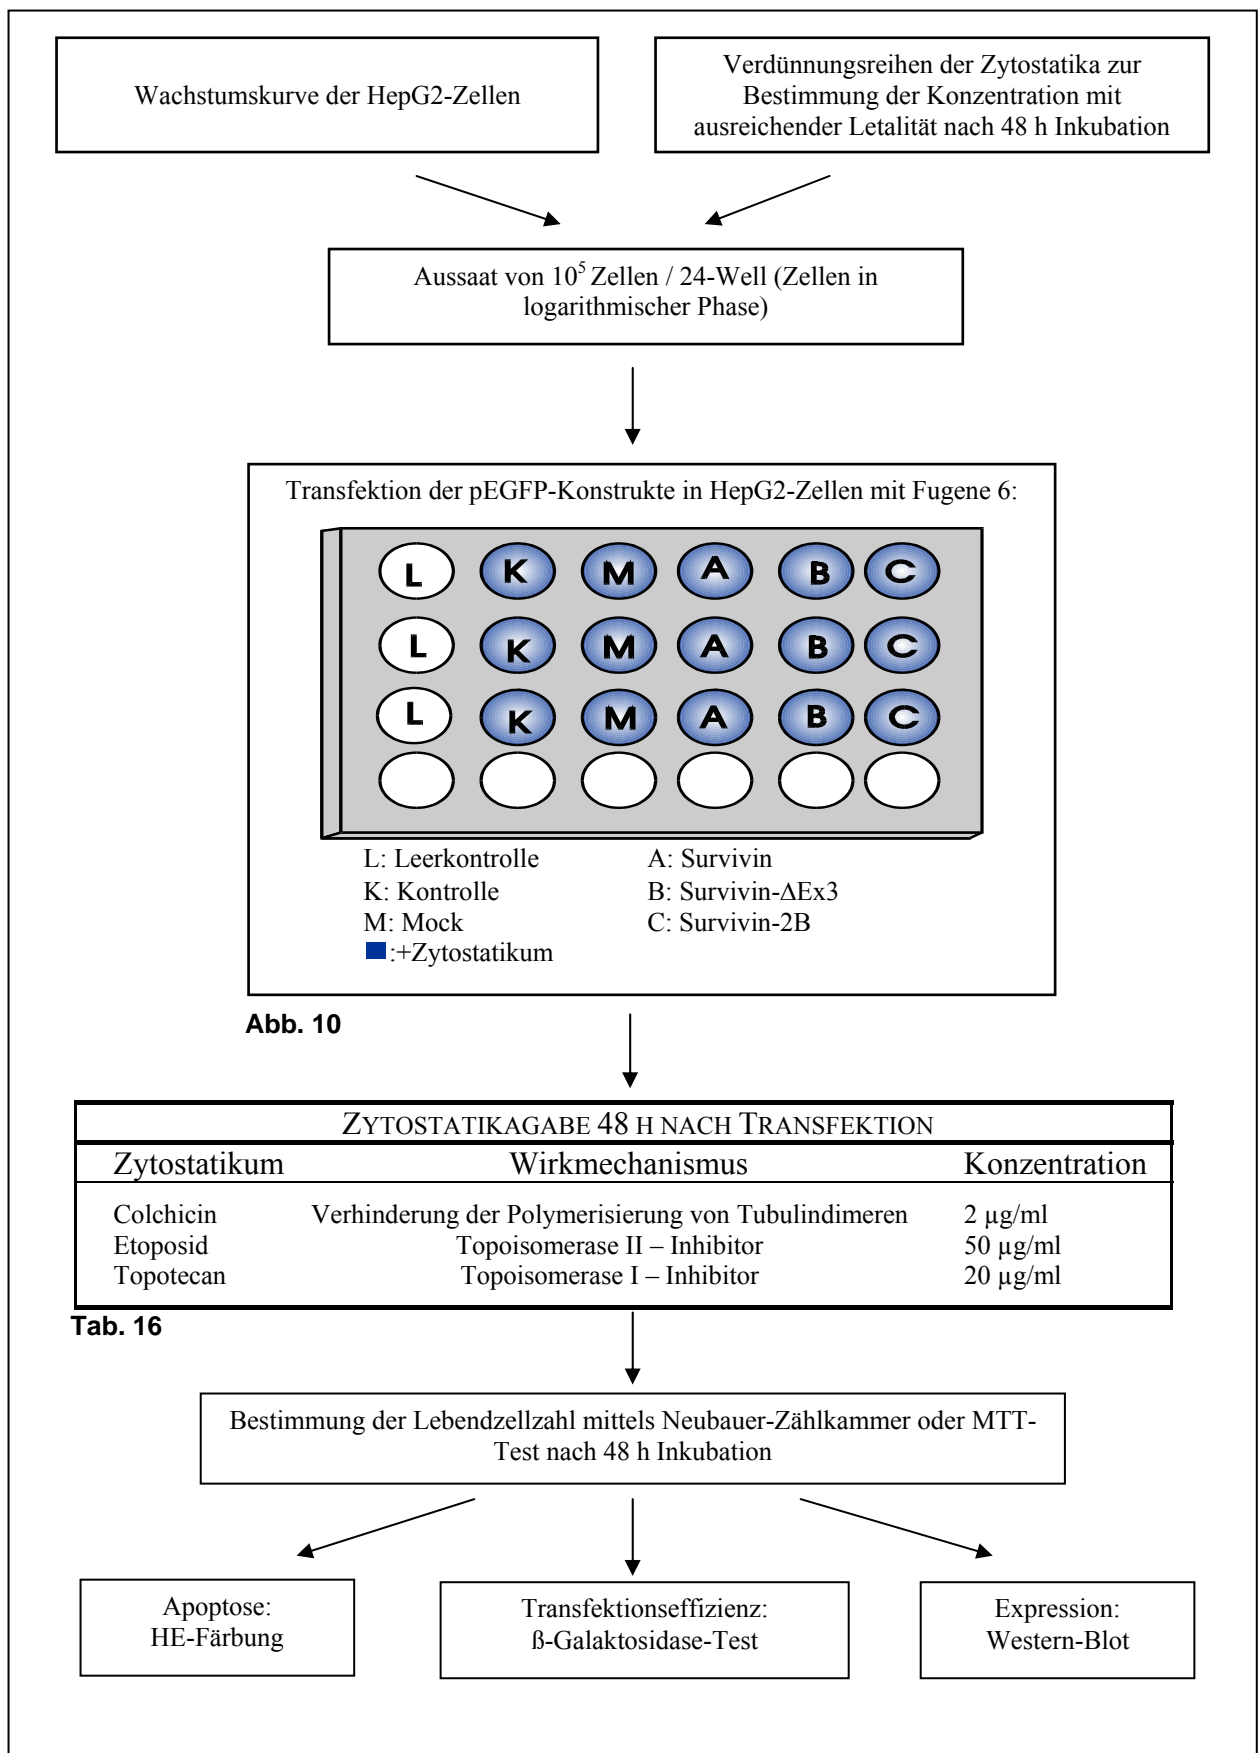 Wachstumskurve der HepG2-Zellen
Verdünnungsreihen der Zytostatika zur
Bestimmung der Konzentration mit
ausreichender Letalität nach 48 h Inkubation
Aussaat von 10⁵ Zellen / 24-Well (Zellen in
logarithmischer Phase)
Transfektion der pEGFP-Konstrukte in HepG2-Zellen mit Fugene 6:
L K M A B C
L K M A B C
L K M A B C
L: Leerkontrolle A: Survivin
K: Kontrolle B: Survivin-ΔEx3
M: Mock C: Survivin-2B
:+Zytostatikum
Abb. 10
ZYTOSTATIKAGABE 48 H NACH TRANSFEKTION
Zytostatikum Wirkmechanismus Konzentration
Colchicin Verhinderung der Polymerisierung von Tubulindimeren 2 µg/ml
Etoposid Topoisomerase II – Inhibitor 50 µg/ml
Topotecan Topoisomerase I – Inhibitor 20 µg/ml
Tab. 16
Bestimmung der Lebendzellzahl mittels Neubauer-Zählkammer oder MTT-
Test nach 48 h Inkubation
Apoptose:
HE-Färbung
Transfektionseffizienz:
ß-Galaktosidase-Test
Expression:
Western-Blot